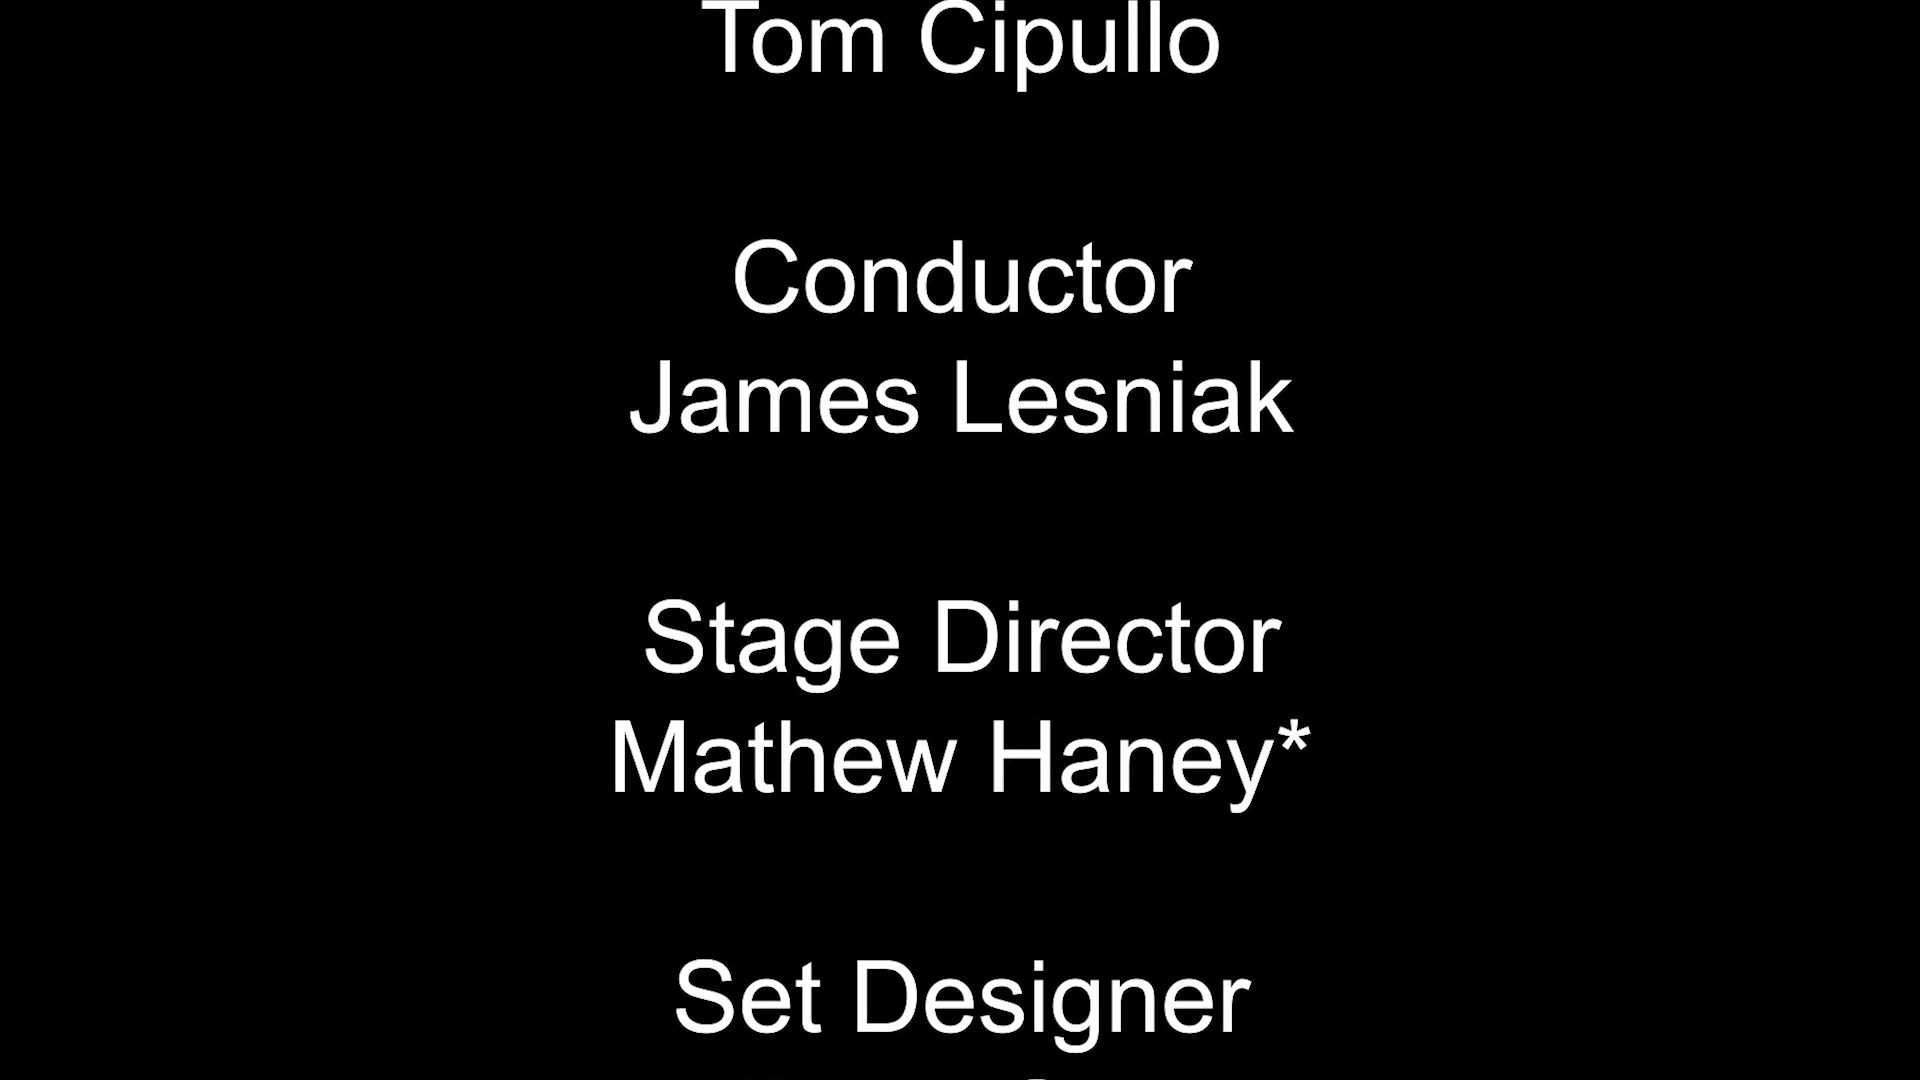 Tom Cipullo
Conductor
James Lesniak
Stage Director
Mathew Haney*
Set Designer